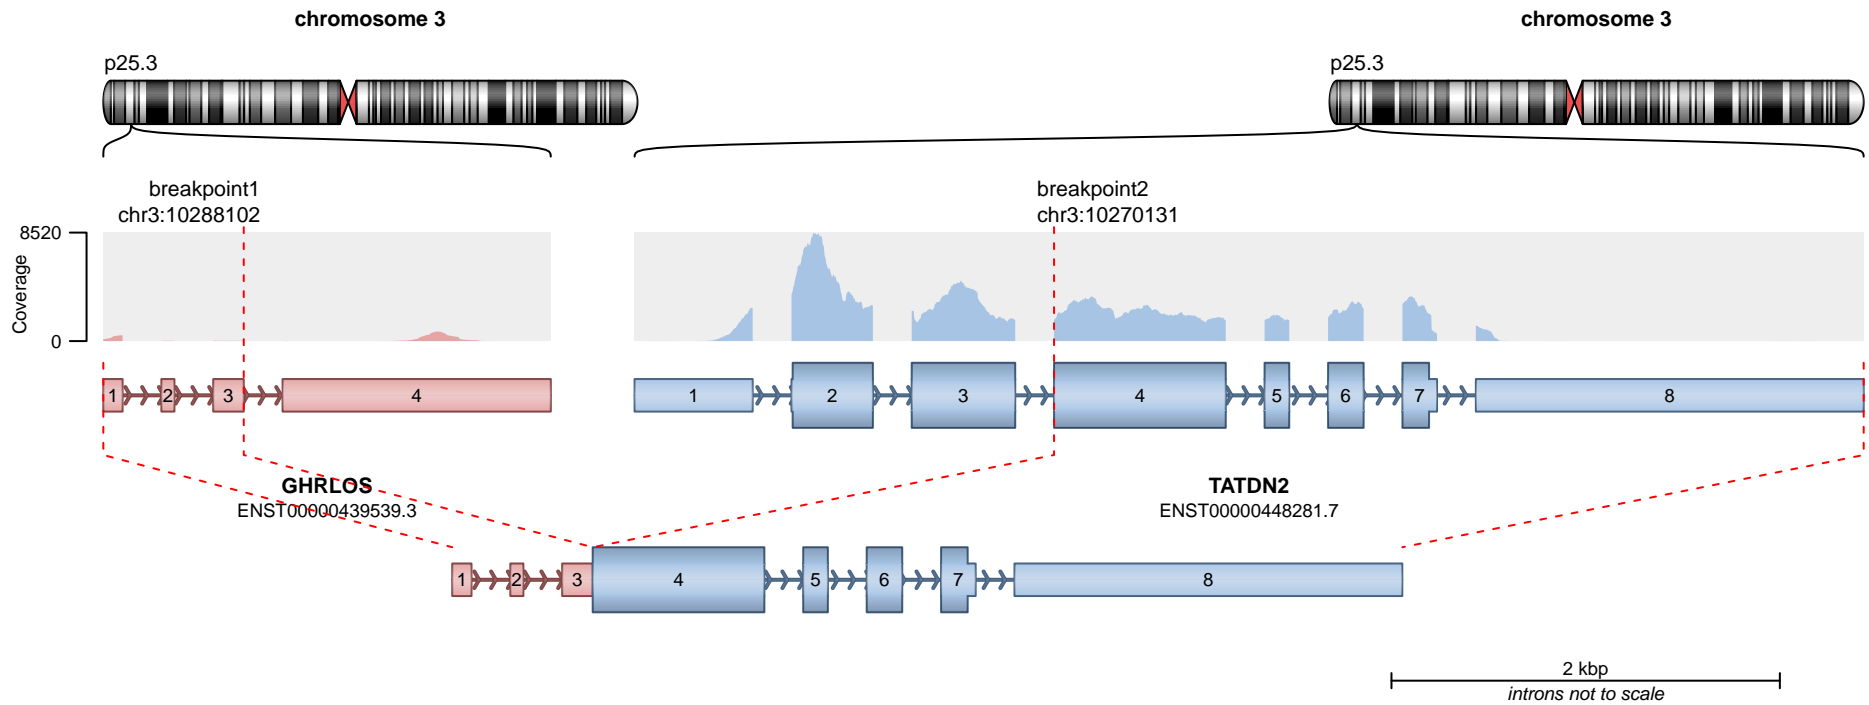 chromosome 3
chromosome 3
p25.3
p25.3
breakpoint1
chr3:10288102
breakpoint2
chr3:10270131
8520
Coverage
0
1 2 3 4
1 2 3 4 5 6 7 8
GHRLOS
ENST00000439539.3
TATDN2
ENST00000448281.7
1 2 3 4 5 6 7 8
2 kbp
introns not to scale